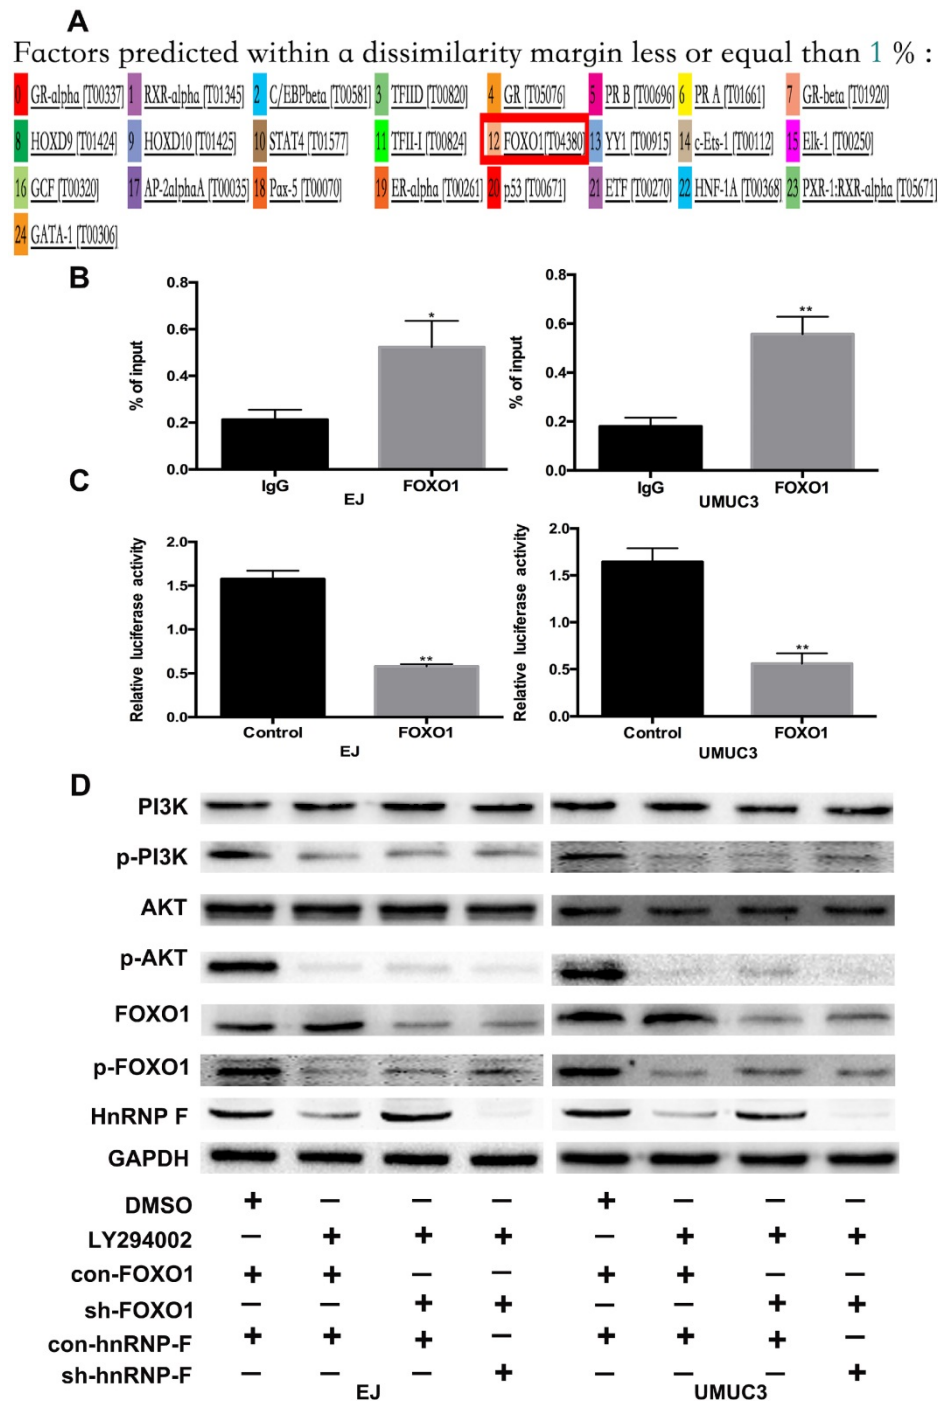 A
Factors predicted within a dissimilarity margin less or equal than 1 % :
0 GR-alpha [T00337] 1 RXR-alpha [T01345] 2 C/EBPbeta [T00581] 3 TFIID [T00820] 4 GR [T05076] 5 PR B [T00696] 6 PR A [T01661] 7 GR-beta [T01920]
8 HOXD9 [T01424] 9 HOXD10 [T01425] 10 STAT4 [T01577] 11 TFII-I [T00824] 12 FOXO1 [T04380] 13 YY1 [T00915] 14 c-Ets-1 [T00112] 15 Elk-1 [T00250]
16 GCF [T00320] 17 AP-2alphaA [T00035] 18 Pax-5 [T00070] 19 ER-alpha [T00261] 20 p53 [T00671] 21 ETF [T00270] 22 HNF-1A [T00368] 23 PXR-1:RXR-alpha [T05671]
24 GATA-1 [T00306]
B
% of input
0.8
0.6
0.4
0.2
0.0
*
IgG FOXO1
EJ
% of input
0.8
0.6
0.4
0.2
0.0
**
IgG FOXO1
UMUC3
C
Relative luciferase activity
2.0
1.5
1.0
0.5
0.0
**
Control FOXO1
EJ
Relative luciferase activity
2.0
1.5
1.0
0.5
0.0
**
Control FOXO1
UMUC3
D
PI3K
p-PI3K
AKT
p-AKT
FOXO1
p-FOXO1
HnRNP F
GAPDH
DMSO + − − − + − − −
LY294002 − + + + − + + +
con-FOXO1 + + − − + + − −
sh-FOXO1 − − + + − − + +
con-hnRNP-F + + + − + + + −
sh-hnRNP-F − − − + − − − +
EJ UMUC3